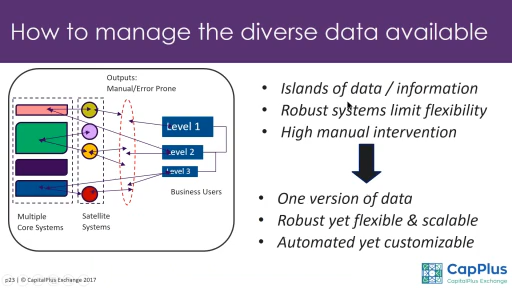 How to manage the diverse data available
Outputs:
Manual/Error Prone
Level 1
Level 2
Level 3
Business Users
Multiple
Core Systems
Satellite
Systems
• Islands of data / information
• Robust systems limit flexibility
• High manual intervention
• One version of data
• Robust yet flexible & scalable
• Automated yet customizable
p23 | © CapitalPlus Exchange 2017
CapPlus
CapitalPlus Exchange